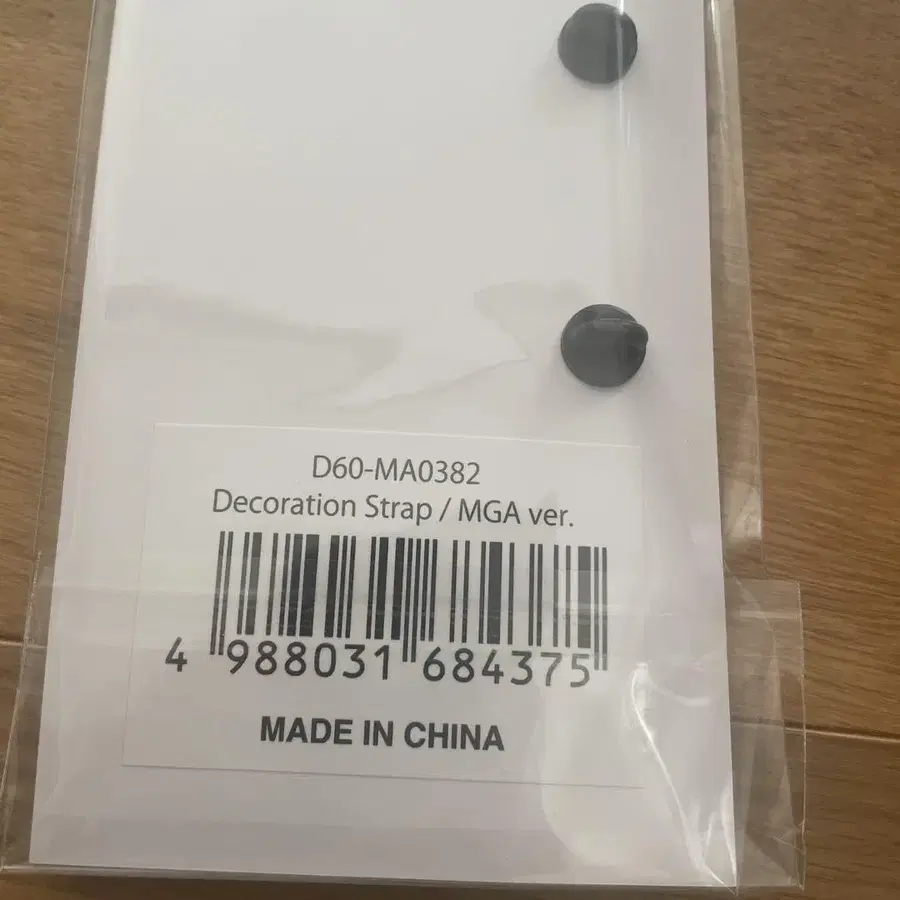 D60-MA0382
Decoration Strap / MGA ver.
4 988031 684375
MADE IN CHINA